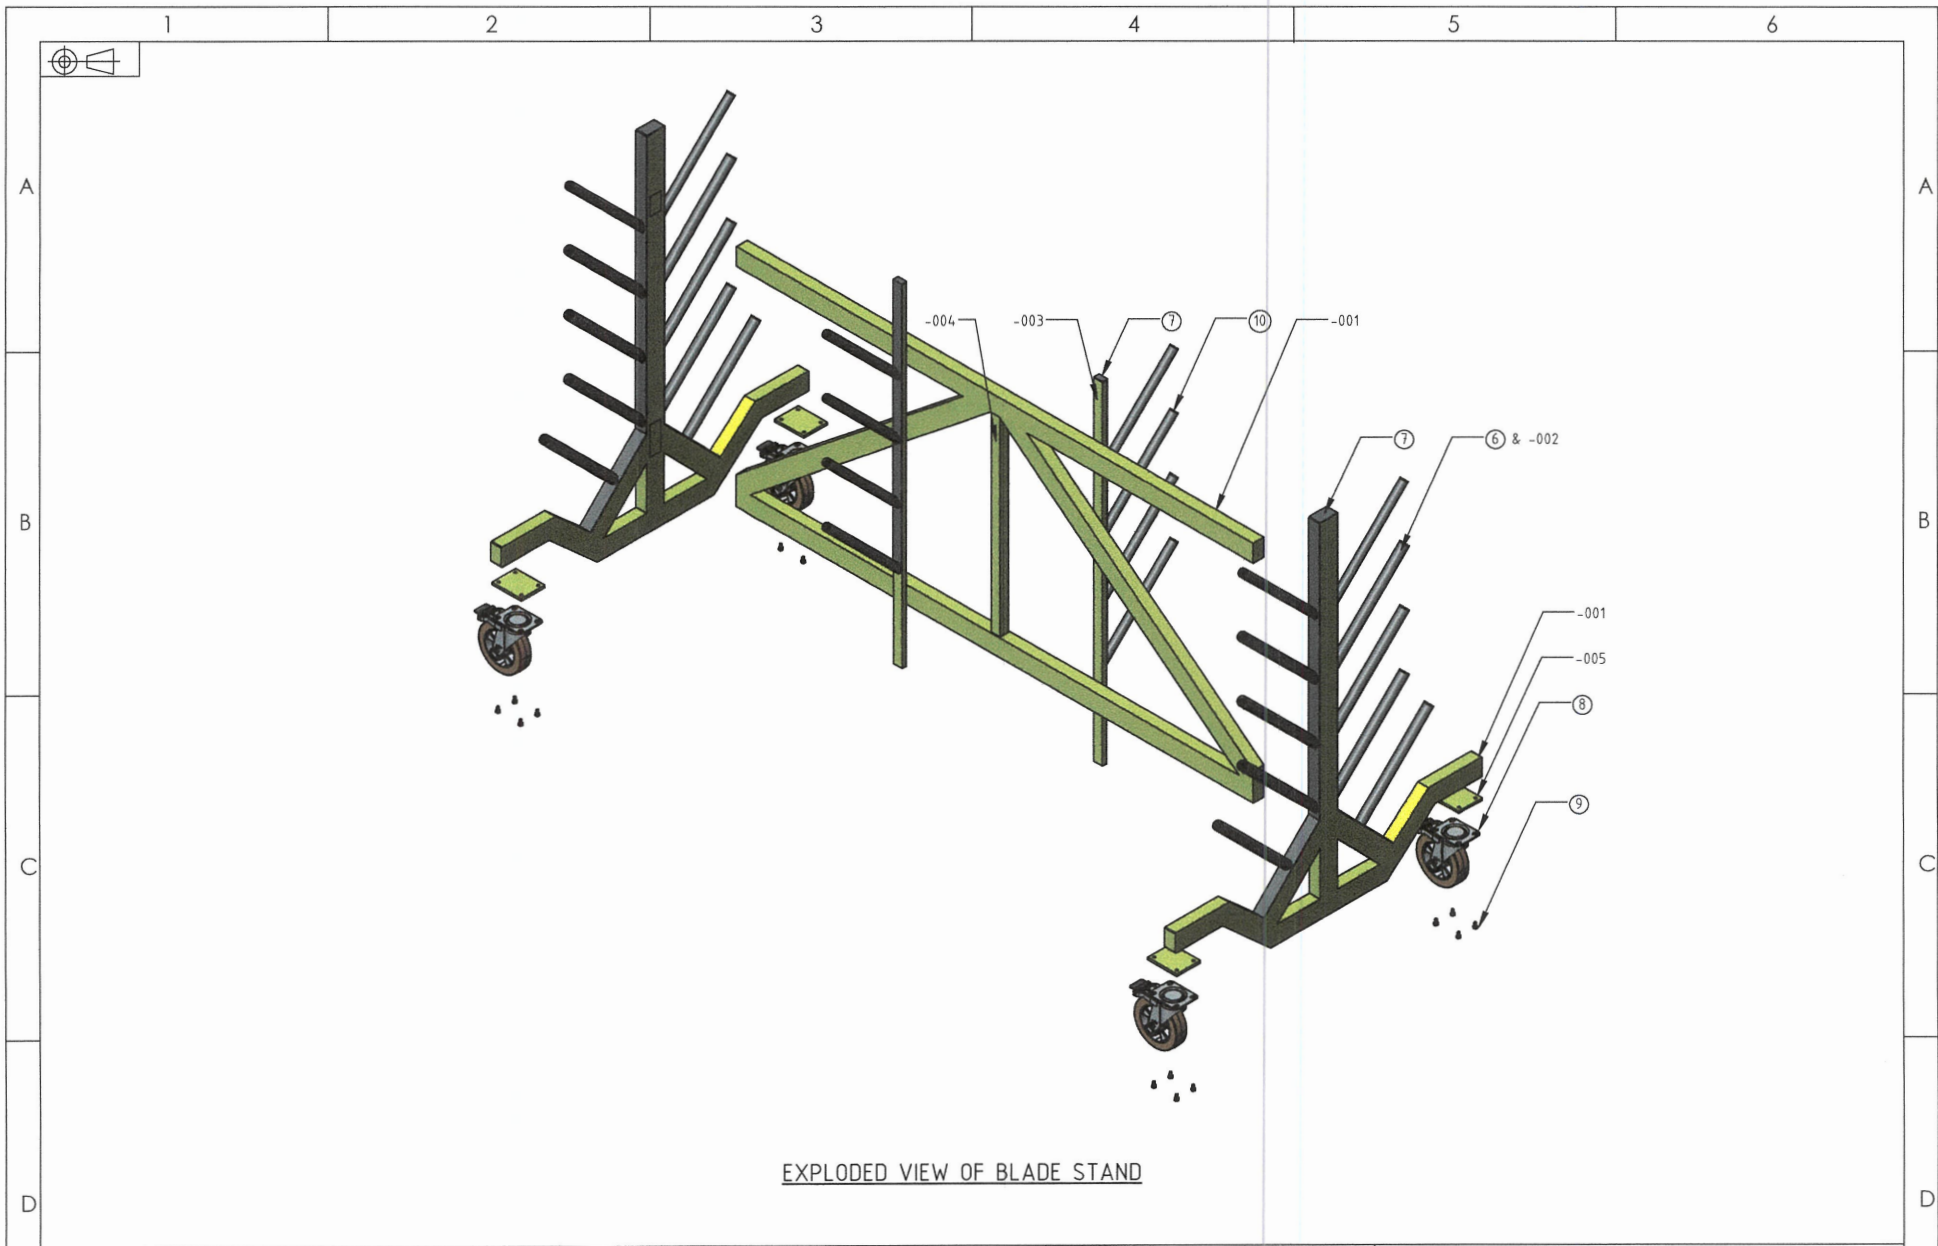 1 2 3 4 5 6
A A
-004 -003 7 10 -001
7 6 & -002
B B
-001
-005
8
9
C C
EXPLODED VIEW OF BLADE STAND
D D